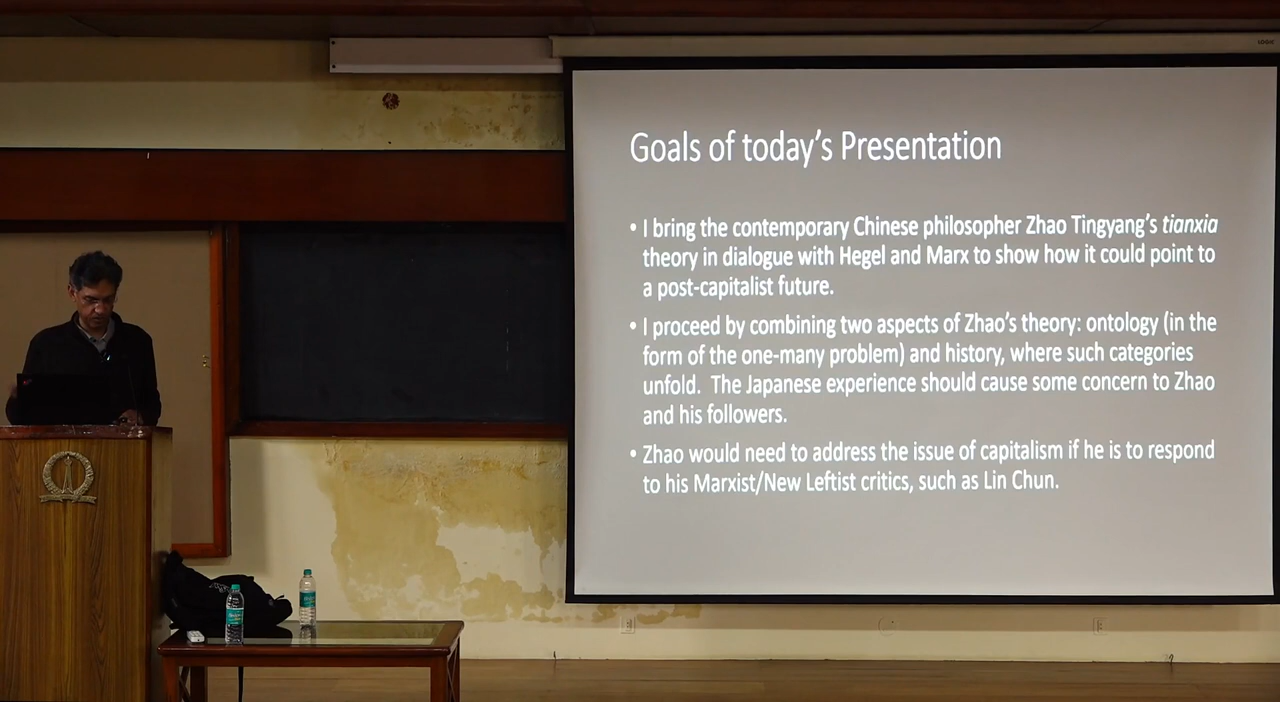 LOGIC
Goals of today's Presentation
• I bring the contemporary Chinese philosopher Zhao Tingyang's tianxia
theory in dialogue with Hegel and Marx to show how it could point to
a post-capitalist future.
• I proceed by combining two aspects of Zhao's theory: ontology (in the
form of the one-many problem) and history, where such categories
unfold. The Japanese experience should cause some concern to Zhao
and his followers.
• Zhao would need to address the issue of capitalism if he is to respond
to his Marxist/New Leftist critics, such as Lin Chun.